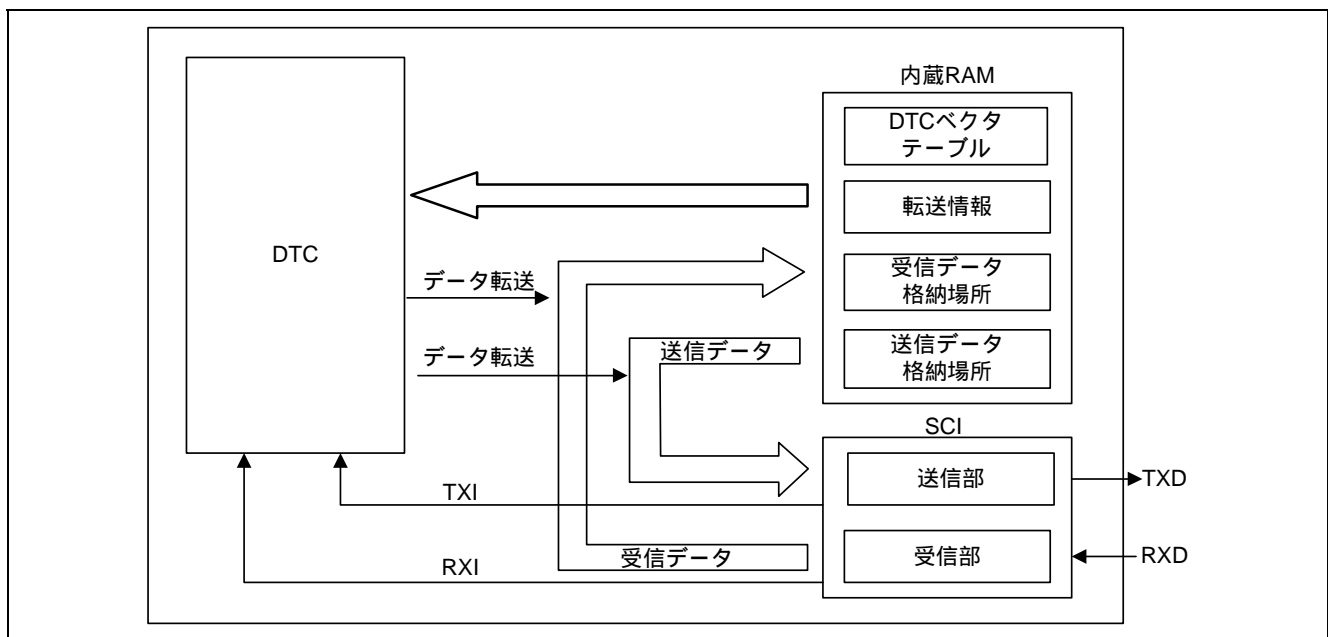 内蔵RAM
DTCベクタ
テーブル
転送情報
DTC
受信データ
格納場所
データ転送
送信データ
格納場所
送信データ
データ転送
SCI
送信部
TXD
TXI
受信部
RXD
受信データ
RXI